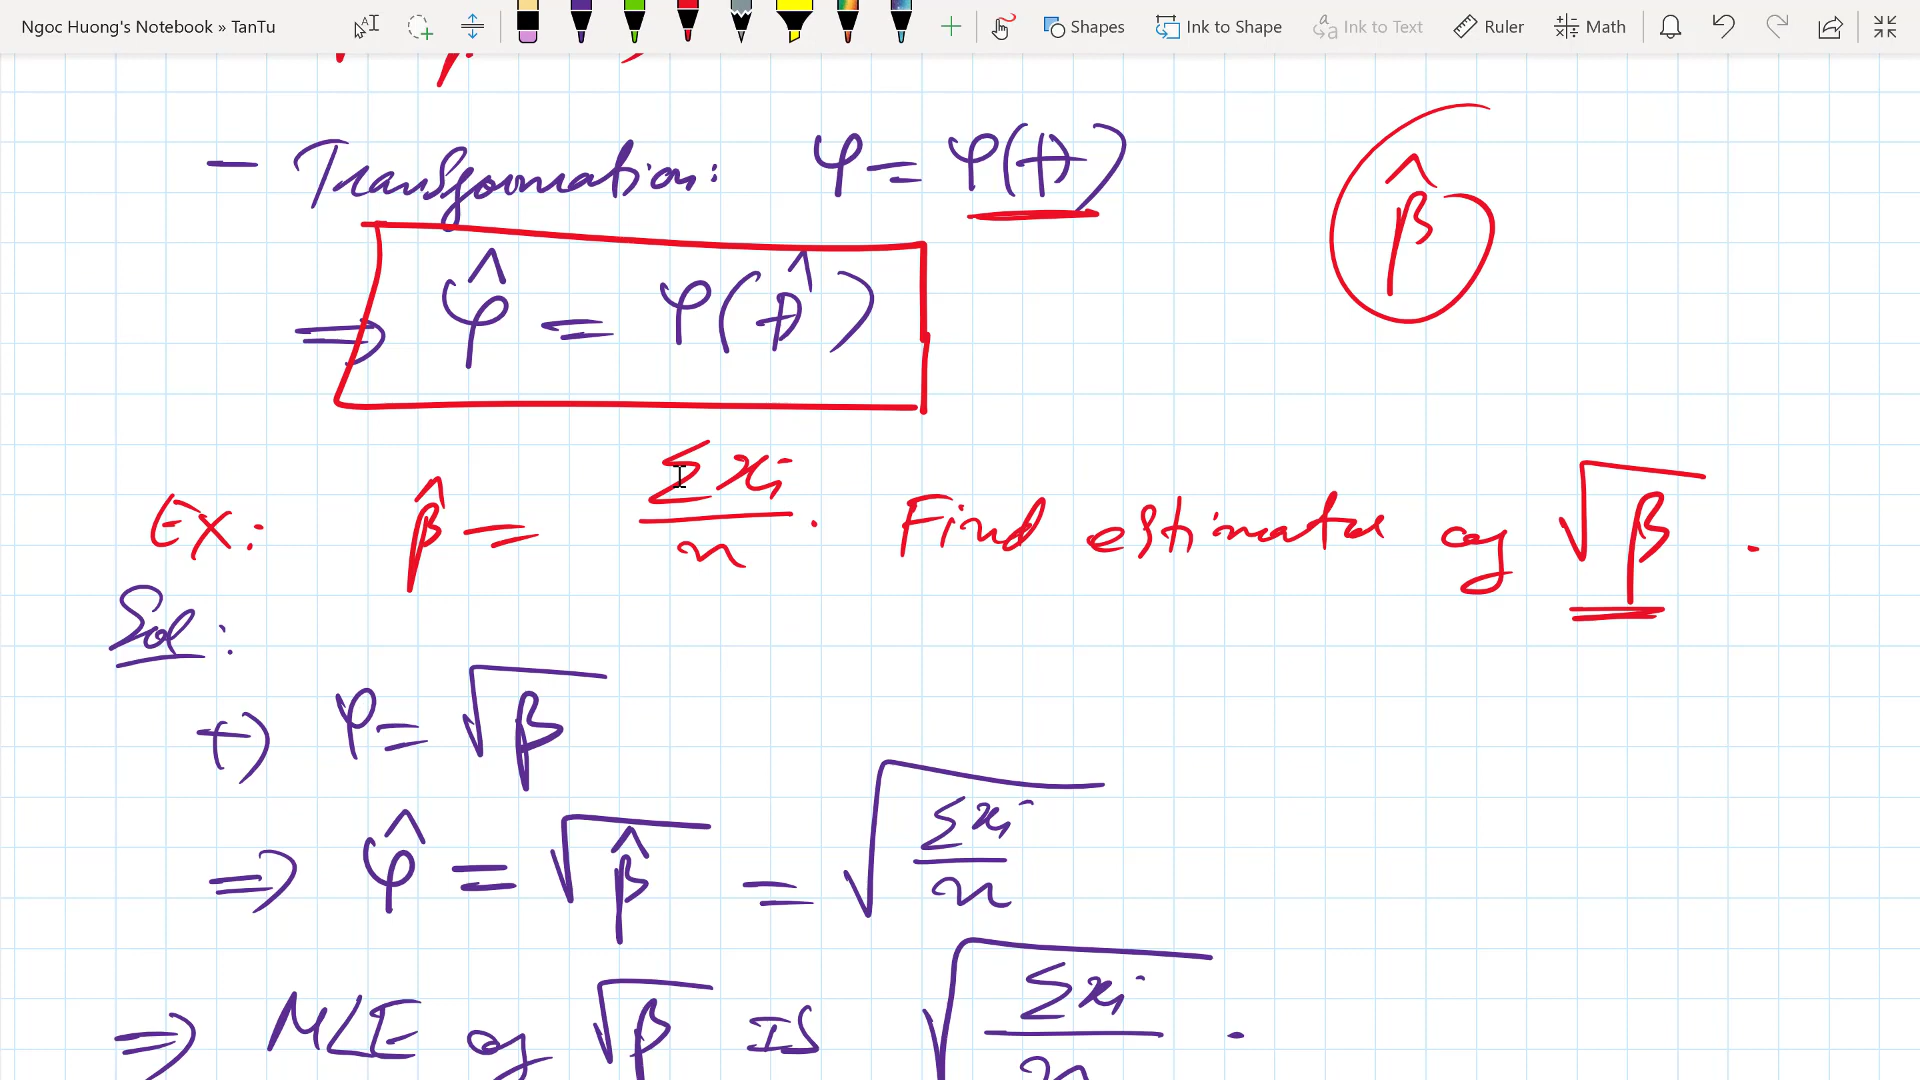 Ngoc Huong's Notebook » TanTu
Shapes Ink to Shape Ink to Text Ruler Math
- Transformation: φ = φ(θ)
β̂
⇒ φ̂ = φ(θ̂)
EX: β̂ = Σxi / n . Find estimator of √β .
Sol:
+) φ = √β
⇒ φ̂ = √β̂ = √(Σxi / n)
⇒ MLE of √β is √(Σxi / n) .